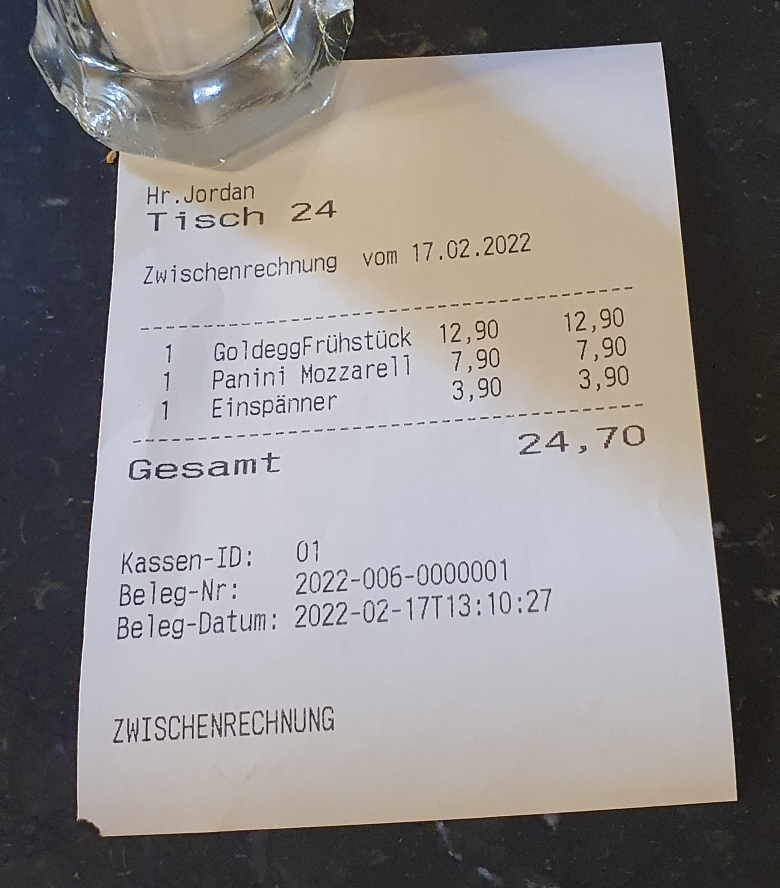 Hr.Jordan
Tisch 24
Zwischenrechnung vom 17.02.2022
1 GoldeggFrühstück 12,90 12,90
1 Panini Mozzarell 7,90 7,90
1 Einspänner 3,90 3,90
Gesamt 24,70
Kassen-ID: 01
Beleg-Nr: 2022-006-0000001
Beleg-Datum: 2022-02-17T13:10:27
ZWISCHENRECHNUNG